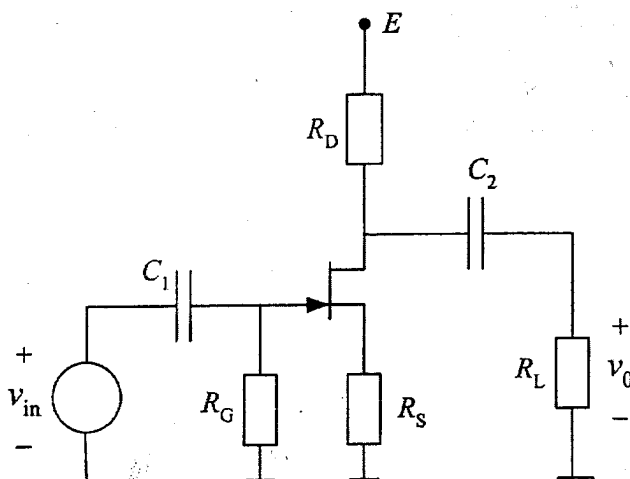 E
R_D
C_2
C_1
+
v_in
−
R_G
R_S
R_L
+
v_0
−